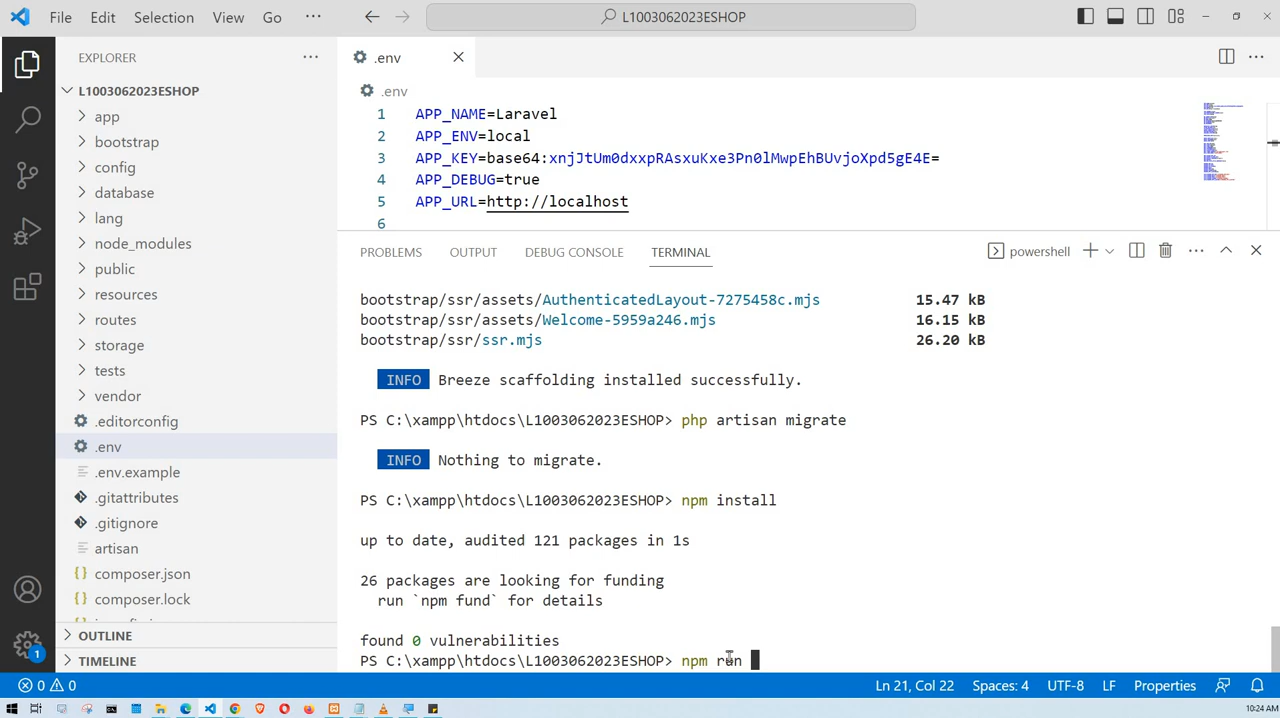 File Edit Selection View Go ··· L1003062023ESHOP
EXPLORER ···
L1003062023ESHOP
app
bootstrap
config
database
lang
node_modules
public
resources
routes
storage
tests
vendor
.editorconfig
.env
.env.example
.gitattributes
.gitignore
artisan
composer.json
composer.lock
OUTLINE
TIMELINE
.env
.env
1 APP_NAME=Laravel
2 APP_ENV=local
3 APP_KEY=base64:xnjJtUm0dxxpRAsxuKxe3Pn0lMwpEhBUvjoXpd5gE4E=
4 APP_DEBUG=true
5 APP_URL=http://localhost
6
PROBLEMS OUTPUT DEBUG CONSOLE TERMINAL powershell
bootstrap/ssr/assets/AuthenticatedLayout-7275458c.mjs 15.47 kB
bootstrap/ssr/assets/Welcome-5959a246.mjs 16.15 kB
bootstrap/ssr/ssr.mjs 26.20 kB
INFO Breeze scaffolding installed successfully.
PS C:\xampp\htdocs\L1003062023ESHOP> php artisan migrate
INFO Nothing to migrate.
PS C:\xampp\htdocs\L1003062023ESHOP> npm install
up to date, audited 121 packages in 1s
26 packages are looking for funding
run `npm fund` for details
found 0 vulnerabilities
PS C:\xampp\htdocs\L1003062023ESHOP> npm run
1
0 0 Ln 21, Col 22 Spaces: 4 UTF-8 LF Properties
10:24 AM